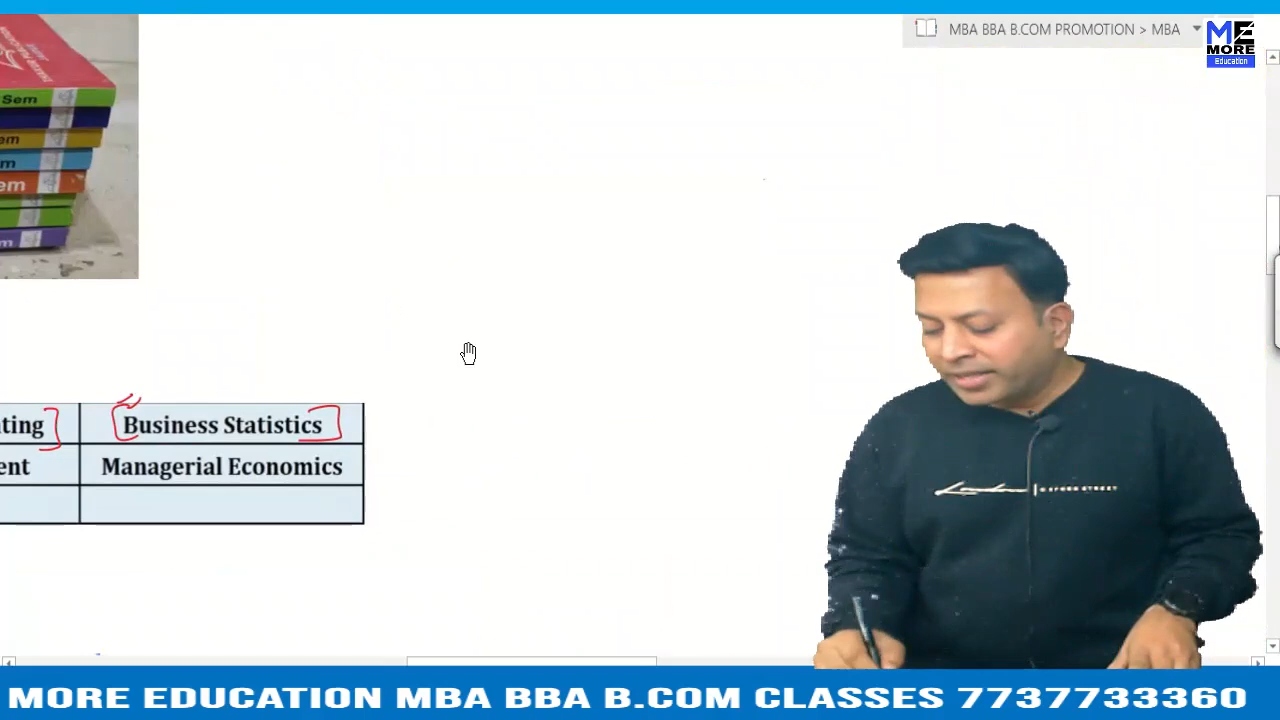 MBA BBA B.COM PROMOTION > MBA
ME
MORE
Education
Sem
em
m
em
m
ting
Business Statistics
ent
Managerial Economics
MORE EDUCATION MBA BBA B.COM CLASSES 7737733360